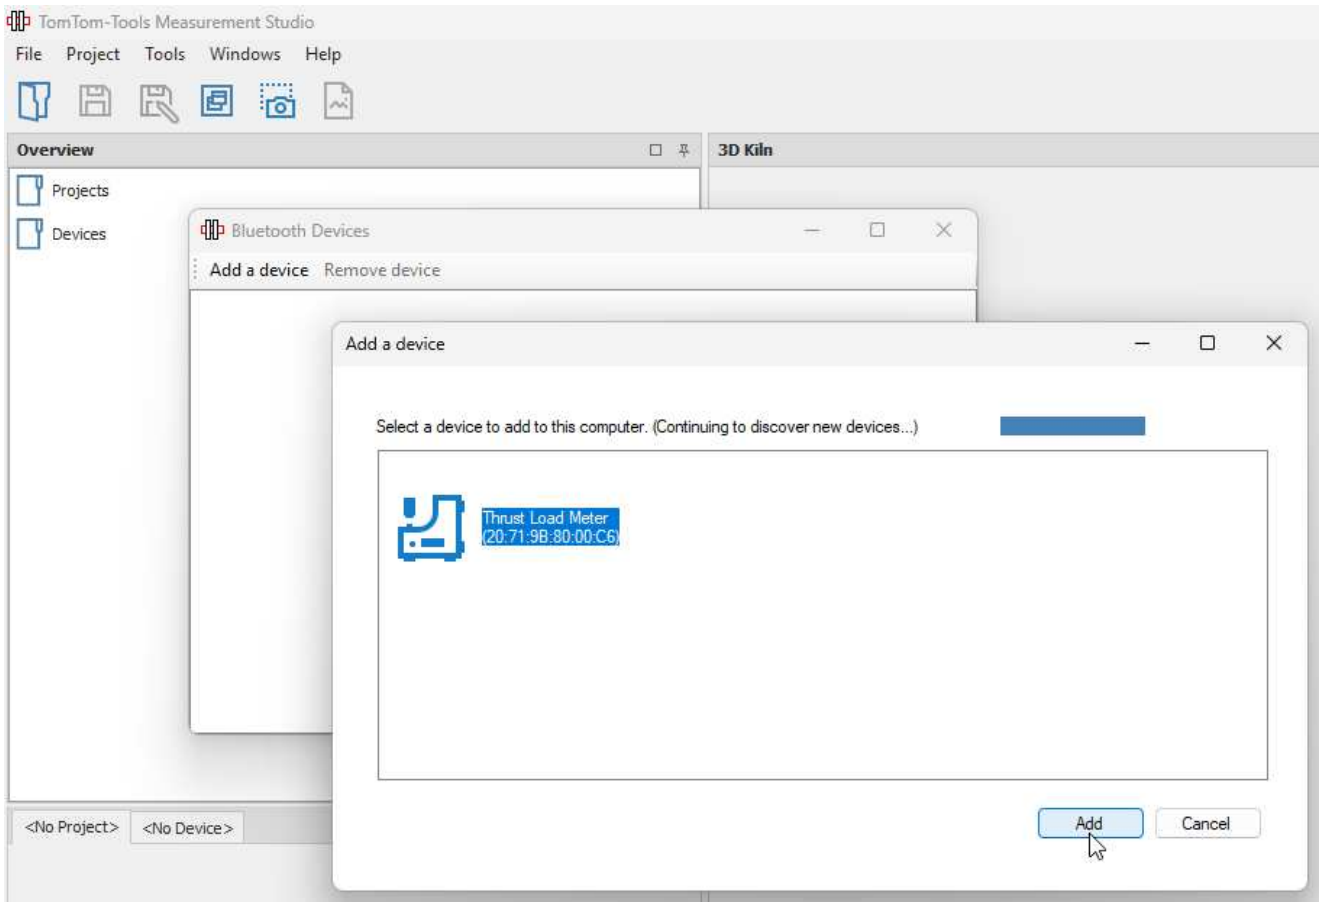 TomTom-Tools Measurement Studio
File Project Tools Windows Help
Overview
3D Kiln
Projects
Devices
Bluetooth Devices
Add a device Remove device
Add a device
Select a device to add to this computer. (Continuing to discover new devices...)
Thrust Load Meter
(20:71:9B:80:00:C6)
<No Project> <No Device>
Add Cancel